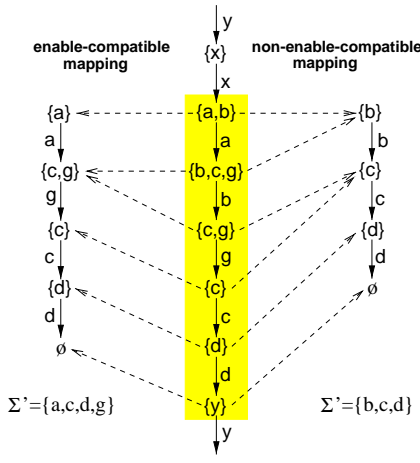 y
enable-compatible
mapping
{x}
non-enable-compatible
mapping
x
{a}
{a,b}
{b}
a
a
b
{c,g}
{b,c,g}
{c}
g
b
c
{c}
{c,g}
{d}
c
g
d
{d}
{c}
ø
d
c
ø
{d}
d
Σ'={a,c,d,g}
{y}
Σ'={b,c,d}
y